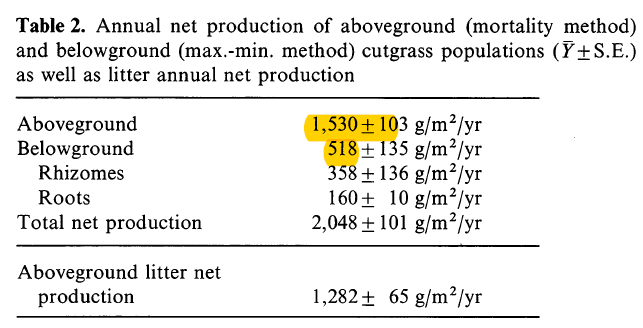 Table 2. Annual net production of aboveground (mortality method)
and belowground (max.-min. method) cutgrass populations (Ȳ±S.E.)
as well as litter annual net production
Aboveground 1,530±103 g/m²/yr
Belowground 518±135 g/m²/yr
Rhizomes 358±136 g/m²/yr
Roots 160± 10 g/m²/yr
Total net production 2,048±101 g/m²/yr
Aboveground litter net
production 1,282± 65 g/m²/yr